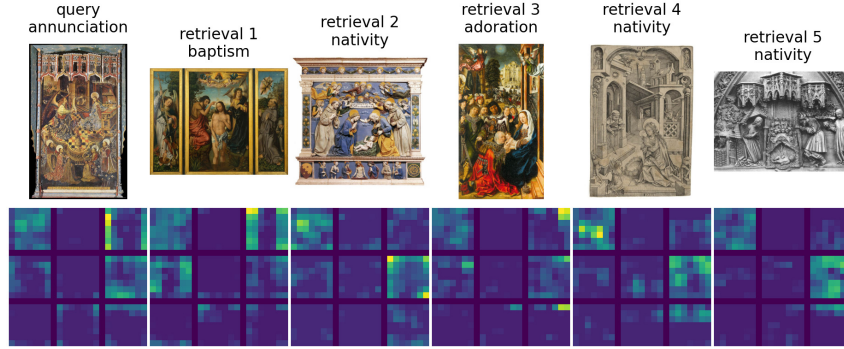 query
annunciation
retrieval 1
baptism
retrieval 2
nativity
retrieval 3
adoration
retrieval 4
nativity
retrieval 5
nativity